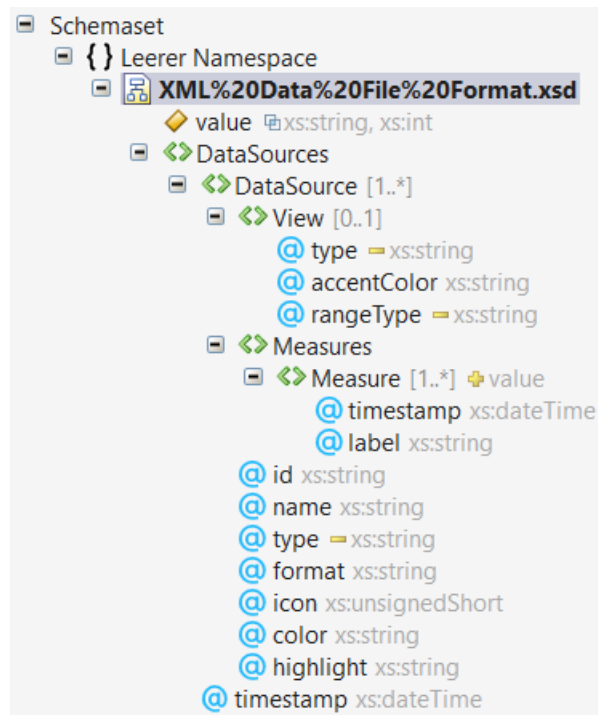 Schemaset
{ } Leerer Namespace
XML%20Data%20File%20Format.xsd
value xs:string, xs:int
DataSources
DataSource [1..*]
View [0..1]
@ type xs:string
@ accentColor xs:string
@ rangeType xs:string
Measures
Measure [1..*] value
@ timestamp xs:dateTime
@ label xs:string
@ id xs:string
@ name xs:string
@ type xs:string
@ format xs:string
@ icon xs:unsignedShort
@ color xs:string
@ highlight xs:string
@ timestamp xs:dateTime